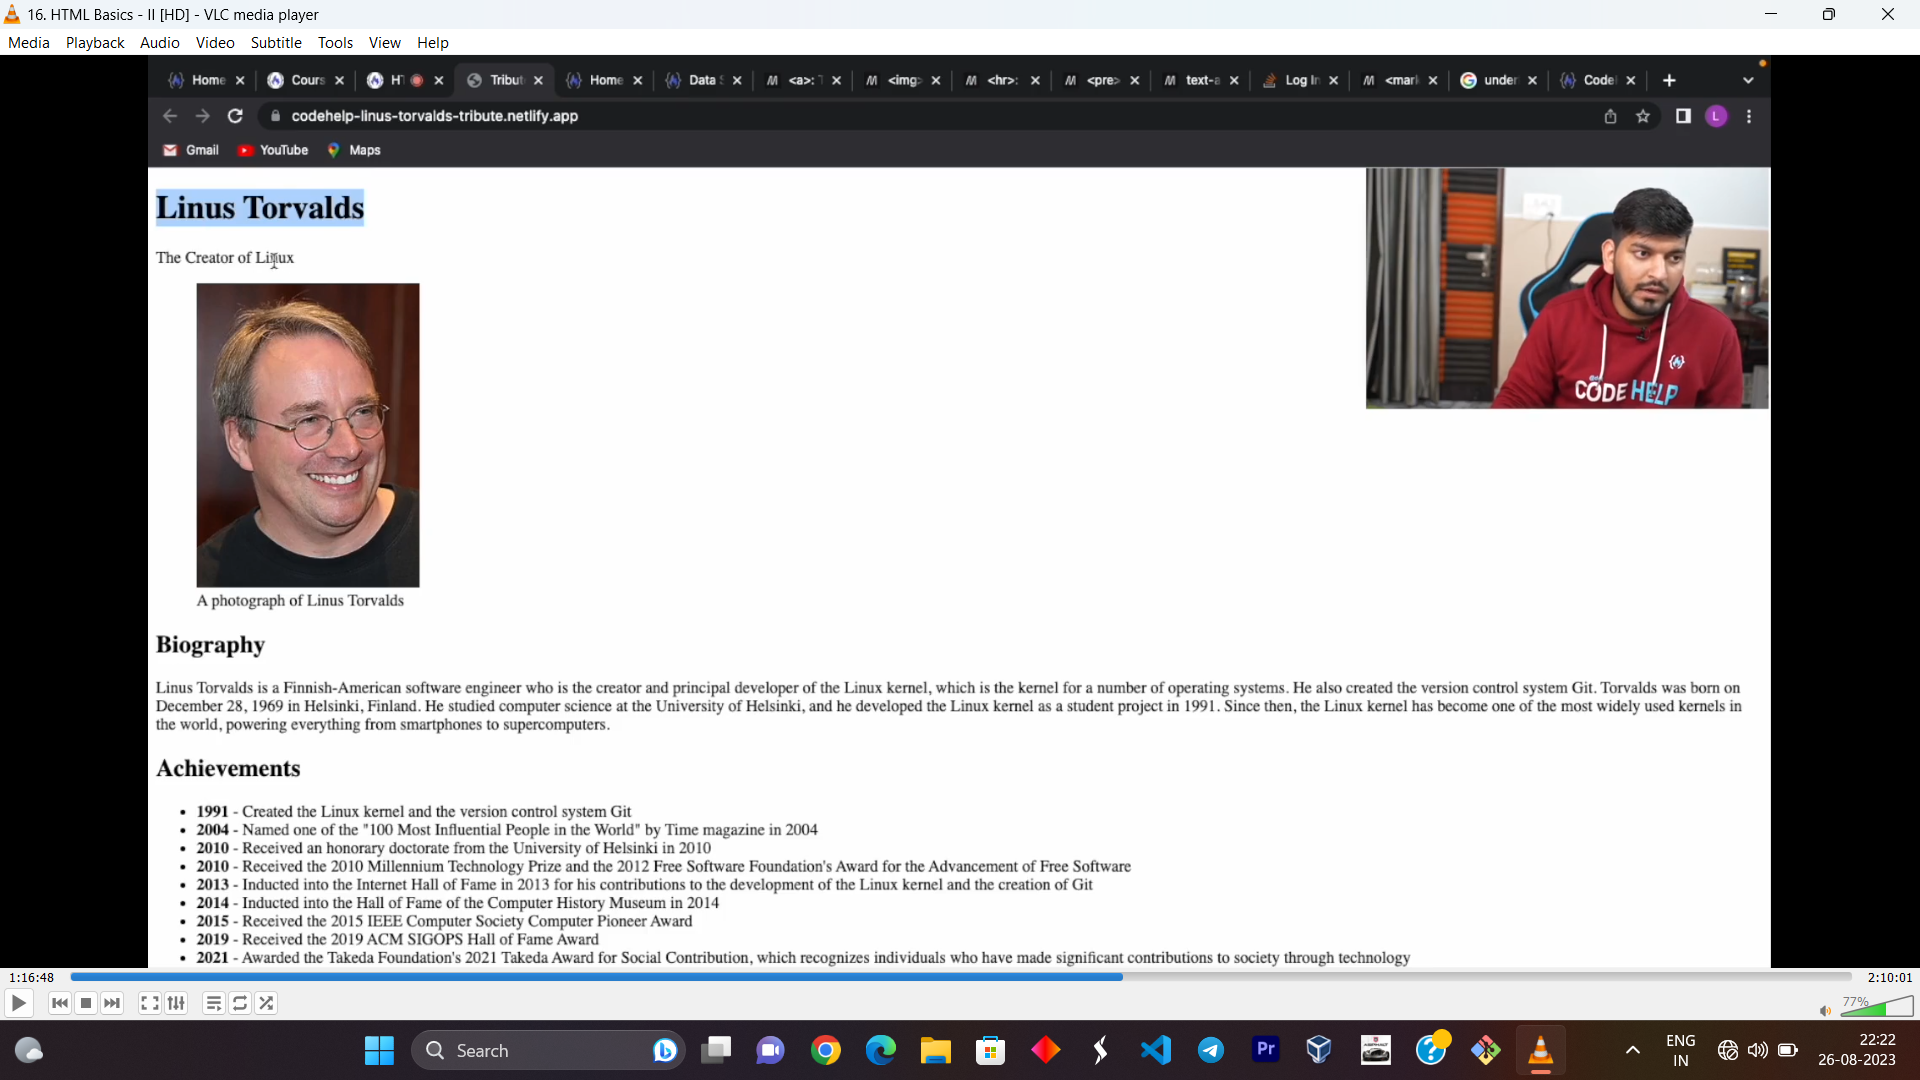 16. HTML Basics - II [HD] - VLC media player
Media Playback Audio Video Subtitle Tools View Help
Home Cours HT Tribut Home Data S <a>: T <img> <hr>: <pre> text-a Log In <mark under Code
codehelp-linus-torvalds-tribute.netlify.app
L
Gmail YouTube Maps
Linus Torvalds
The Creator of Linux
CODE HELP
A photograph of Linus Torvalds
Biography
Linus Torvalds is a Finnish-American software engineer who is the creator and principal developer of the Linux kernel, which is the kernel for a number of operating systems. He also created the version control system Git. Torvalds was born on
December 28, 1969 in Helsinki, Finland. He studied computer science at the University of Helsinki, and he developed the Linux kernel as a student project in 1991. Since then, the Linux kernel has become one of the most widely used kernels in
the world, powering everything from smartphones to supercomputers.
Achievements
• 1991 - Created the Linux kernel and the version control system Git
• 2004 - Named one of the "100 Most Influential People in the World" by Time magazine in 2004
• 2010 - Received an honorary doctorate from the University of Helsinki in 2010
• 2010 - Received the 2010 Millennium Technology Prize and the 2012 Free Software Foundation's Award for the Advancement of Free Software
• 2013 - Inducted into the Internet Hall of Fame in 2013 for his contributions to the development of the Linux kernel and the creation of Git
• 2014 - Inducted into the Hall of Fame of the Computer History Museum in 2014
• 2015 - Received the 2015 IEEE Computer Society Computer Pioneer Award
• 2019 - Received the 2019 ACM SIGOPS Hall of Fame Award
• 2021 - Awarded the Takeda Foundation's 2021 Takeda Award for Social Contribution, which recognizes individuals who have made significant contributions to society through technology
1:16:48 2:10:01
77%
Search Pr ENG 22:22
IN 26-08-2023